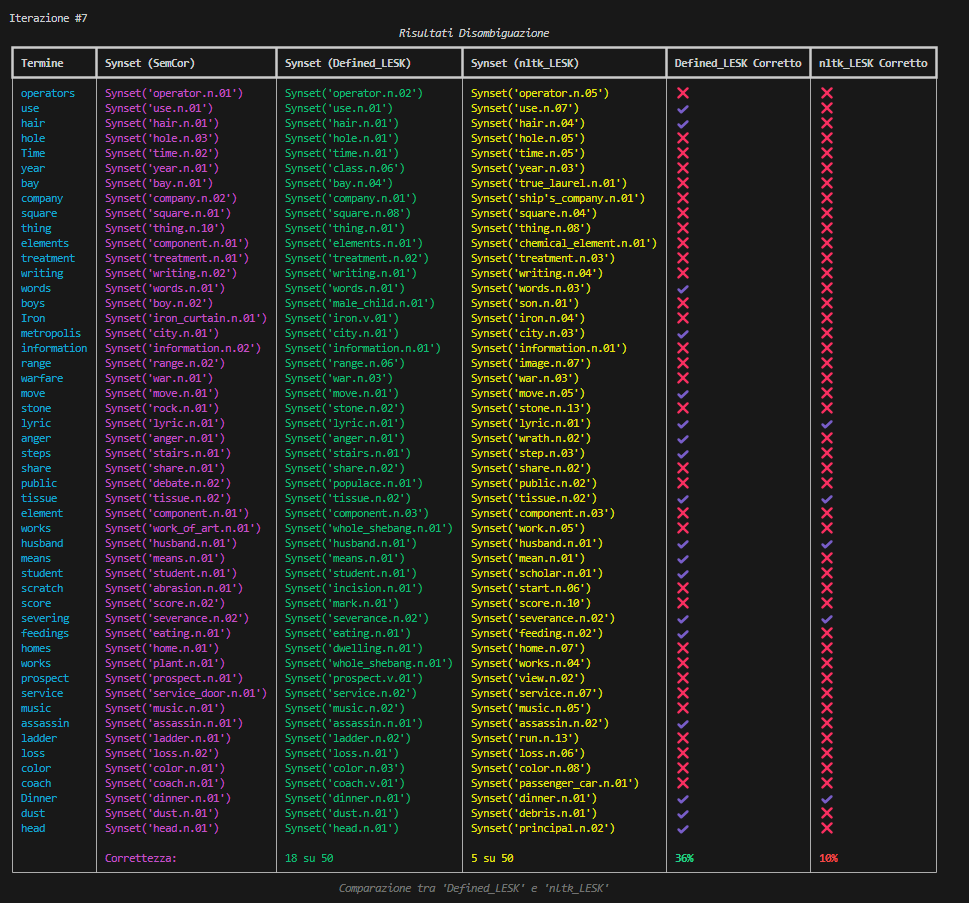 Iterazione #7
Risultati Disambiguazione
Termine Synset (SemCor) Synset (Defined_LESK) Synset (nltk_LESK) Defined_LESK Corretto nltk_LESK Corretto
operators Synset('operator.n.01') Synset('operator.n.02') Synset('operator.n.05') ❌ ❌
use Synset('use.n.01') Synset('use.n.01') Synset('use.n.07') ✔ ❌
hair Synset('hair.n.01') Synset('hair.n.01') Synset('hair.n.04') ✔ ❌
hole Synset('hole.n.03') Synset('hole.n.01') Synset('hole.n.05') ❌ ❌
Time Synset('time.n.02') Synset('time.n.01') Synset('time.n.05') ❌ ❌
year Synset('year.n.01') Synset('class.n.06') Synset('year.n.03') ❌ ❌
bay Synset('bay.n.01') Synset('bay.n.04') Synset('true_laurel.n.01') ❌ ❌
company Synset('company.n.02') Synset('company.n.01') Synset('ship's_company.n.01') ❌ ❌
square Synset('square.n.01') Synset('square.n.08') Synset('square.n.04') ❌ ❌
thing Synset('thing.n.10') Synset('thing.n.01') Synset('thing.n.08') ❌ ❌
elements Synset('component.n.01') Synset('elements.n.01') Synset('chemical_element.n.01') ❌ ❌
treatment Synset('treatment.n.01') Synset('treatment.n.02') Synset('treatment.n.03') ❌ ❌
writing Synset('writing.n.02') Synset('writing.n.01') Synset('writing.n.04') ❌ ❌
words Synset('words.n.01') Synset('words.n.01') Synset('words.n.03') ✔ ❌
boys Synset('boy.n.02') Synset('male_child.n.01') Synset('son.n.01') ❌ ❌
Iron Synset('iron_curtain.n.01') Synset('iron.v.01') Synset('iron.n.04') ❌ ❌
metropolis Synset('city.n.01') Synset('city.n.01') Synset('city.n.03') ✔ ❌
information Synset('information.n.02') Synset('information.n.01') Synset('information.n.01') ❌ ❌
range Synset('range.n.02') Synset('range.n.06') Synset('image.n.07') ❌ ❌
warfare Synset('war.n.01') Synset('war.n.03') Synset('war.n.03') ❌ ❌
move Synset('move.n.01') Synset('move.n.01') Synset('move.n.05') ✔ ❌
stone Synset('rock.n.01') Synset('stone.n.02') Synset('stone.n.13') ❌ ❌
lyric Synset('lyric.n.01') Synset('lyric.n.01') Synset('lyric.n.01') ✔ ✔
anger Synset('anger.n.01') Synset('anger.n.01') Synset('wrath.n.02') ✔ ❌
steps Synset('stairs.n.01') Synset('stairs.n.01') Synset('step.n.03') ✔ ❌
share Synset('share.n.01') Synset('share.n.02') Synset('share.n.02') ❌ ❌
public Synset('debate.n.02') Synset('populace.n.01') Synset('public.n.02') ❌ ❌
tissue Synset('tissue.n.02') Synset('tissue.n.02') Synset('tissue.n.02') ✔ ✔
element Synset('component.n.01') Synset('component.n.03') Synset('component.n.03') ❌ ❌
works Synset('work_of_art.n.01') Synset('whole_shebang.n.01') Synset('work.n.05') ❌ ❌
husband Synset('husband.n.01') Synset('husband.n.01') Synset('husband.n.01') ✔ ✔
means Synset('means.n.01') Synset('means.n.01') Synset('mean.n.01') ✔ ❌
student Synset('student.n.01') Synset('student.n.01') Synset('scholar.n.01') ✔ ❌
scratch Synset('abrasion.n.01') Synset('incision.n.01') Synset('start.n.06') ❌ ❌
score Synset('score.n.02') Synset('mark.n.01') Synset('score.n.10') ❌ ❌
severing Synset('severance.n.02') Synset('severance.n.02') Synset('severance.n.02') ✔ ✔
feedings Synset('eating.n.01') Synset('eating.n.01') Synset('feeding.n.02') ✔ ❌
homes Synset('home.n.01') Synset('dwelling.n.01') Synset('home.n.07') ❌ ❌
works Synset('plant.n.01') Synset('whole_shebang.n.01') Synset('works.n.04') ❌ ❌
prospect Synset('prospect.n.01') Synset('prospect.v.01') Synset('view.n.02') ❌ ❌
service Synset('service_door.n.01') Synset('service.n.02') Synset('service.n.07') ❌ ❌
music Synset('music.n.01') Synset('music.n.02') Synset('music.n.05') ❌ ❌
assassin Synset('assassin.n.01') Synset('assassin.n.01') Synset('assassin.n.02') ✔ ❌
ladder Synset('ladder.n.01') Synset('ladder.n.02') Synset('run.n.13') ❌ ❌
loss Synset('loss.n.02') Synset('loss.n.01') Synset('loss.n.06') ❌ ❌
color Synset('color.n.01') Synset('color.n.03') Synset('color.n.08') ❌ ❌
coach Synset('coach.n.01') Synset('coach.v.01') Synset('passenger_car.n.01') ❌ ❌
Dinner Synset('dinner.n.01') Synset('dinner.n.01') Synset('dinner.n.01') ✔ ✔
dust Synset('dust.n.01') Synset('dust.n.01') Synset('debris.n.01') ✔ ❌
head Synset('head.n.01') Synset('head.n.01') Synset('principal.n.02') ✔ ❌
Correttezza: 18 su 50 5 su 50 36% 10%
Comparazione tra 'Defined_LESK' e 'nltk_LESK'